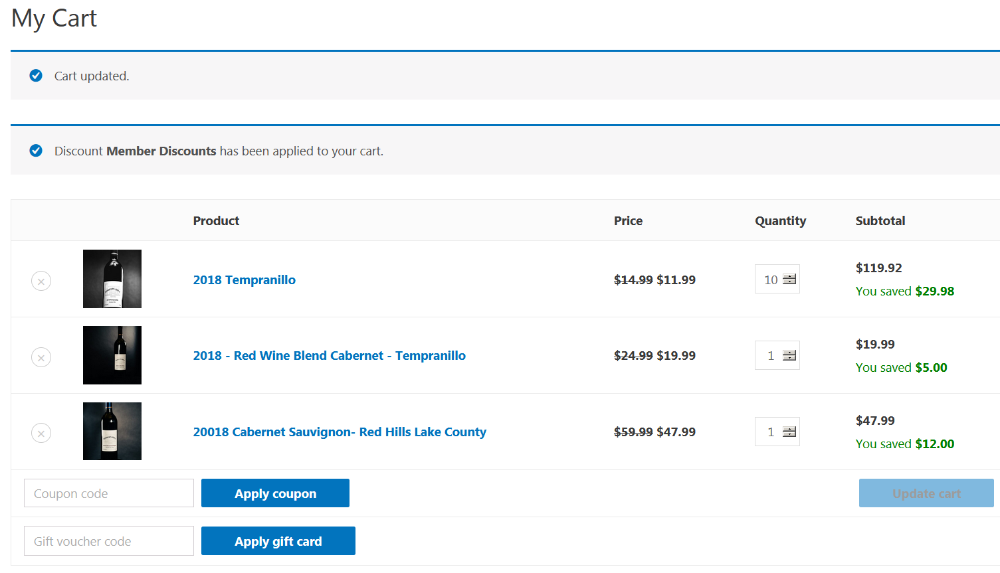 My Cart
Cart updated.
Discount Member Discounts has been applied to your cart.
Product Price Quantity Subtotal
2018 Tempranillo $14.99 $11.99 10 $119.92
You saved $29.98
2018 - Red Wine Blend Cabernet - Tempranillo $24.99 $19.99 1 $19.99
You saved $5.00
20018 Cabernet Sauvignon- Red Hills Lake County $59.99 $47.99 1 $47.99
You saved $12.00
Coupon code Apply coupon Update cart
Gift voucher code Apply gift card